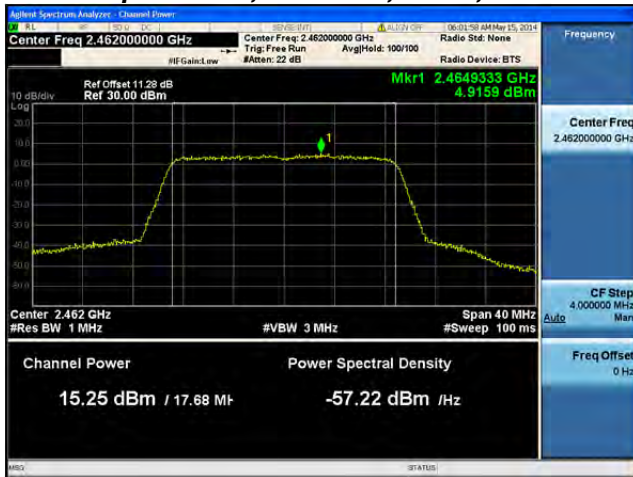 Agilent Spectrum Analyzer - Channel Power
RL RF 50 Ω DC SENSE:INT ALIGN OFF 06:01:58 AM May 15, 2014
Center Freq 2.462000000 GHz
Center Freq: 2.462000000 GHz
Radio Std: None
Trig: Free Run Avg|Hold: 100/100
#IFGain:Low #Atten: 22 dB Radio Device: BTS
Frequency
Ref Offset 11.28 dB
10 dB/div Ref 30.00 dBm
Mkr1 2.4649333 GHz
4.9159 dBm
Log
20.0
10.0
0.00
-10.0
-20.0
-30.0
-40.0
-50.0
-60.0
1
Center Freq
2.462000000 GHz
Center 2.462 GHz Span 40 MHz
#Res BW 1 MHz #VBW 3 MHz #Sweep 100 ms
CF Step
4.000000 MHz
Auto Man
Channel Power Power Spectral Density
15.25 dBm / 17.68 MH -57.22 dBm /Hz
Freq Offset
0 Hz
MSG STATUS